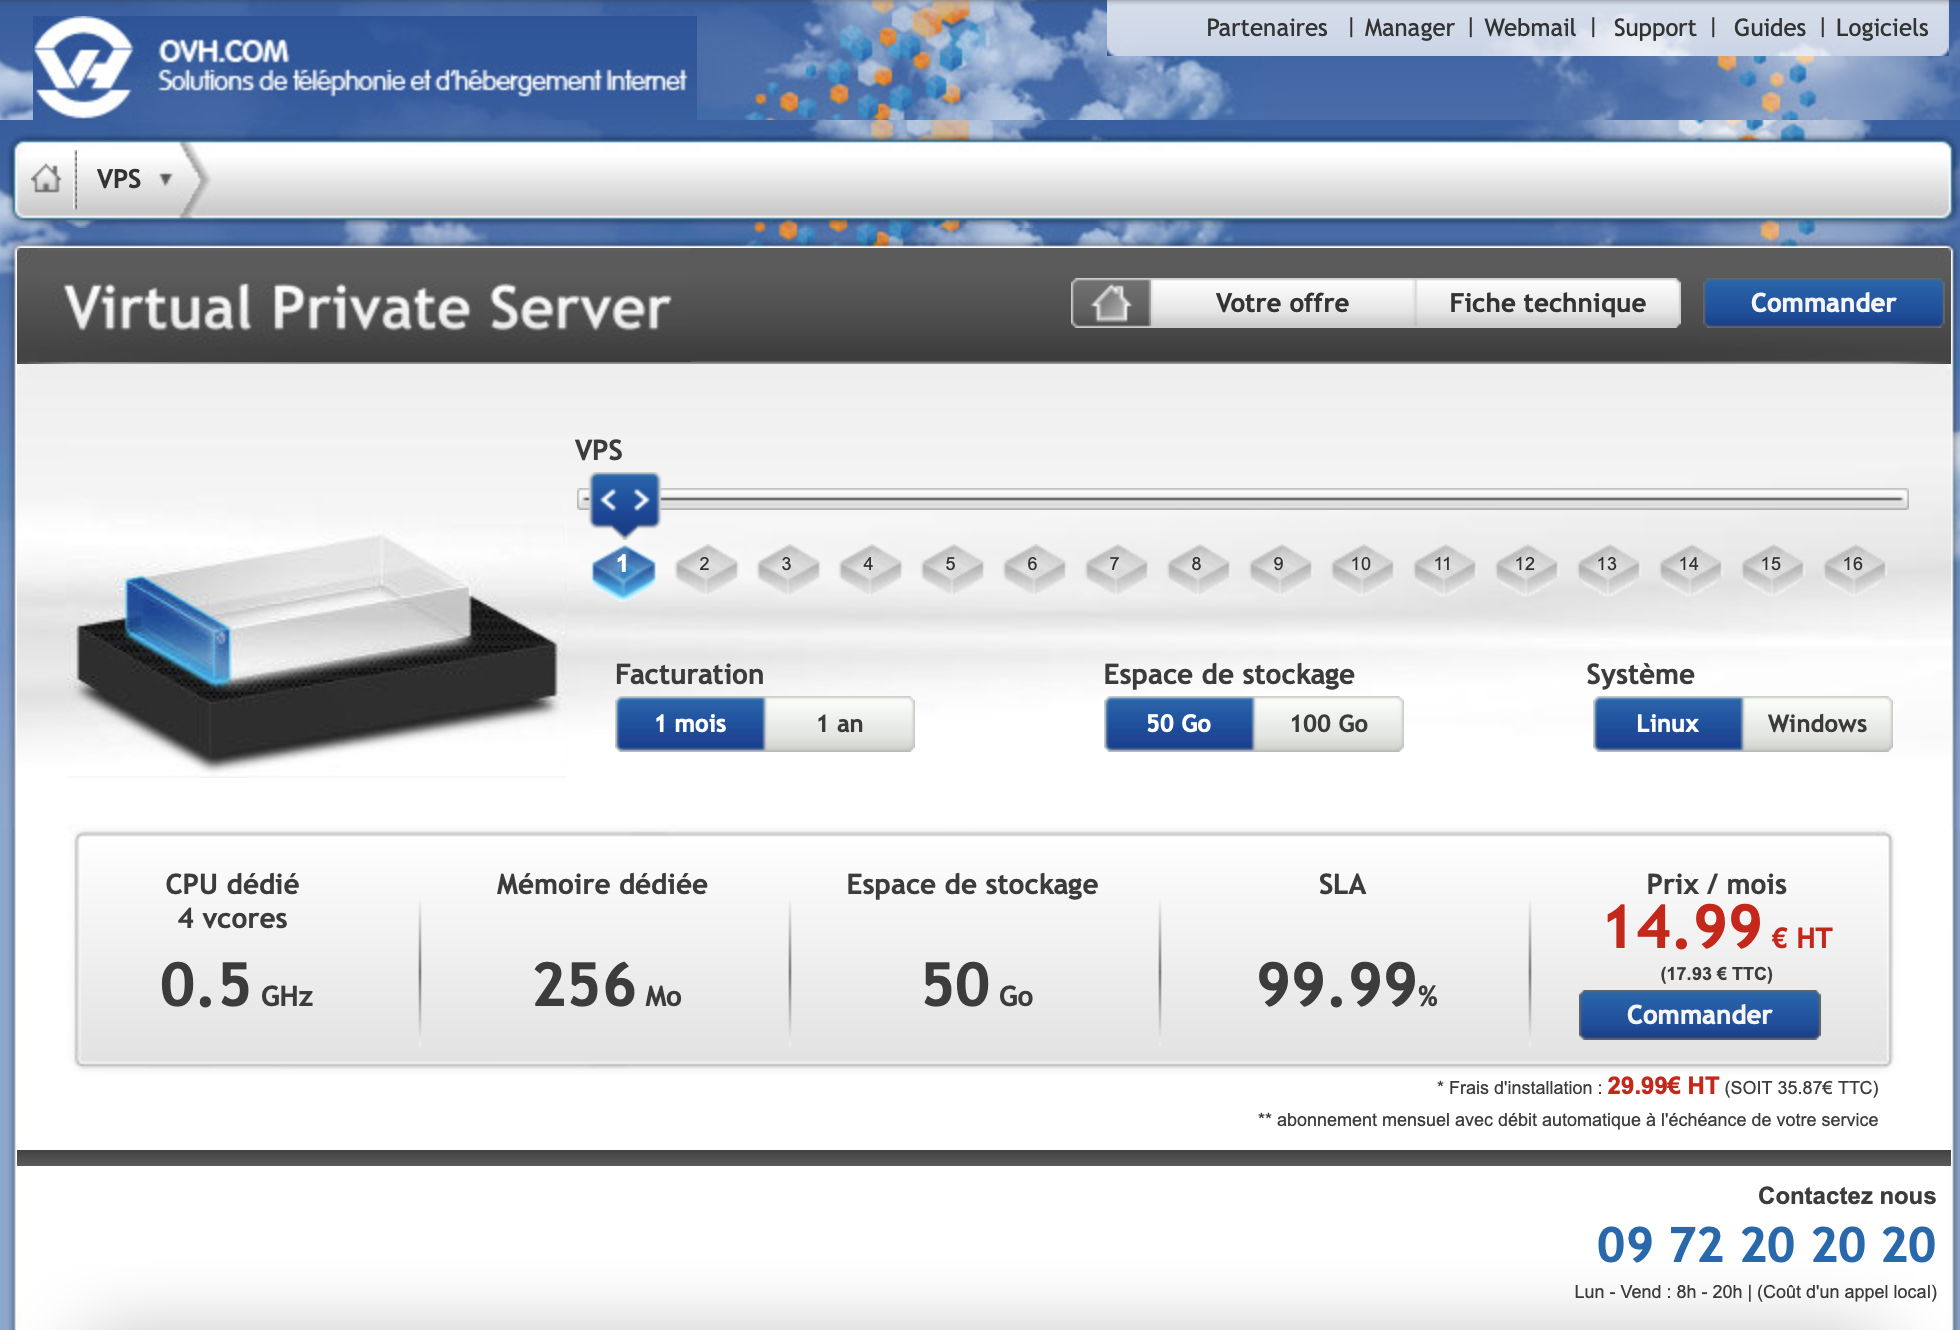 OVH.COM
Solutions de téléphonie et d'hébergement Internet
Partenaires | Manager | Webmail | Support | Guides | Logiciels
VPS ▼
Virtual Private Server
Votre offre
Fiche technique
Commander
VPS
< >
1 2 3 4 5 6 7 8 9 10 11 12 13 14 15 16
Facturation
1 mois 1 an
Espace de stockage
50 Go 100 Go
Système
Linux Windows
CPU dédié
4 vcores
0.5 GHz
Mémoire dédiée
256 Mo
Espace de stockage
50 Go
SLA
99.99%
Prix / mois
14.99 € HT
(17.93 € TTC)
Commander
* Frais d'installation : 29.99€ HT (SOIT 35.87€ TTC)
** abonnement mensuel avec débit automatique à l'échéance de votre service
Contactez nous
09 72 20 20 20
Lun - Vend : 8h - 20h | (Coût d'un appel local)